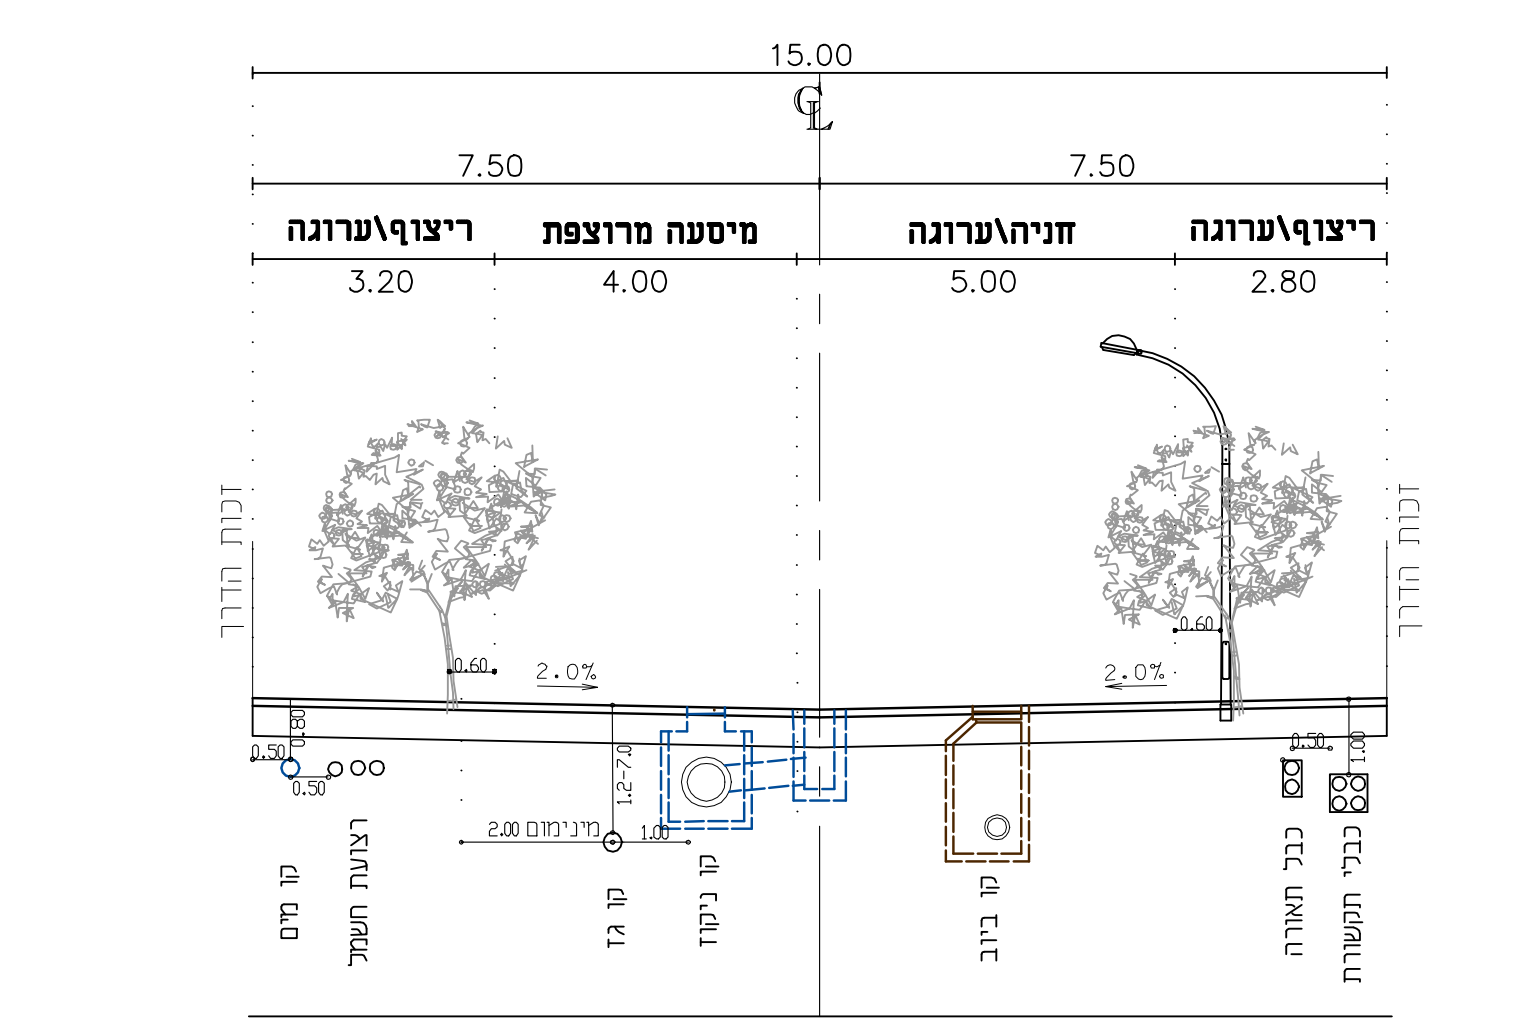 15.00
CL
7.50
7.50
ריצוף\ערוגה
חניה\ערוגה
מיסעה מרוצפת
ריצוף\ערוגה
3.20
4.00
5.00
2.80
זכות הדרך
זכות הדרך
0.60
0.60
2.0%
2.0%
0.80
0.50
0.50
1.2-7.0
מינימום 2.00
1.00
0.50
1.00
קו מים
רצועת חשמל
קו גז
קו ניקוז
קו ביוב
כבל תאורה
כבלי תקשורת